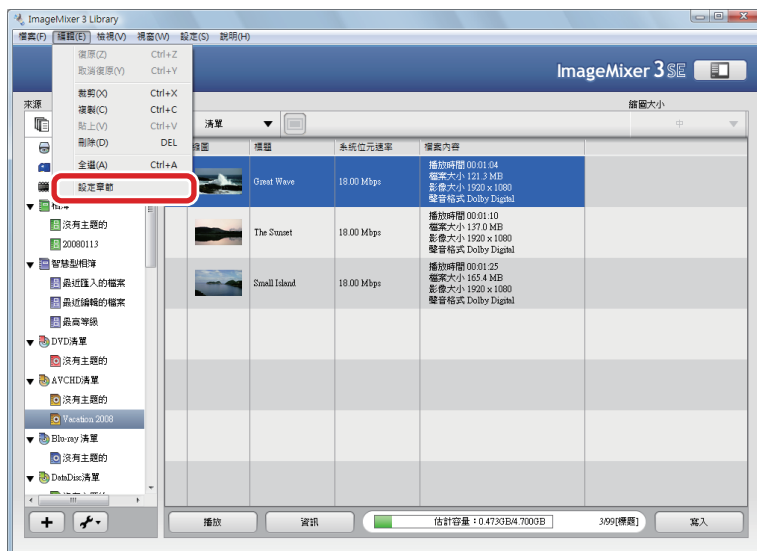 ImageMixer 3 Library
檔案(F) 編輯(E) 檢視(V) 視窗(W) 設定(S) 說明(H)
復原(Z) Ctrl+Z
取消復原(Y) Ctrl+Y
裁剪(X) Ctrl+X
複製(C) Ctrl+C
貼上(V) Ctrl+V
刪除(D) DEL
全選(A) Ctrl+A
設定章節
ImageMixer 3 SE
來源
縮圖大小
清單
中
縮圖 標題 系統位元速率 檔案內容
Great Wave 18.00 Mbps
播放時間 00:01:04
檔案大小 121.3 MB
影像大小 1920 x 1080
聲音格式 Dolby Digital
The Sunset 18.00 Mbps
播放時間 00:01:10
檔案大小 137.0 MB
影像大小 1920 x 1080
聲音格式 Dolby Digital
Small Island 18.00 Mbps
播放時間 00:01:25
檔案大小 165.4 MB
影像大小 1920 x 1080
聲音格式 Dolby Digital
沒有主題的
20080113
智慧型相簿
最近匯入的檔案
最近編輯的檔案
最高等級
DVD清單
沒有主題的
AVCHD清單
沒有主題的
Vacation 2008
Blu-ray 清單
沒有主題的
DataDisc清單
播放
資訊
估計容量：0.473GB/4.700GB
3/99[標題]
寫入